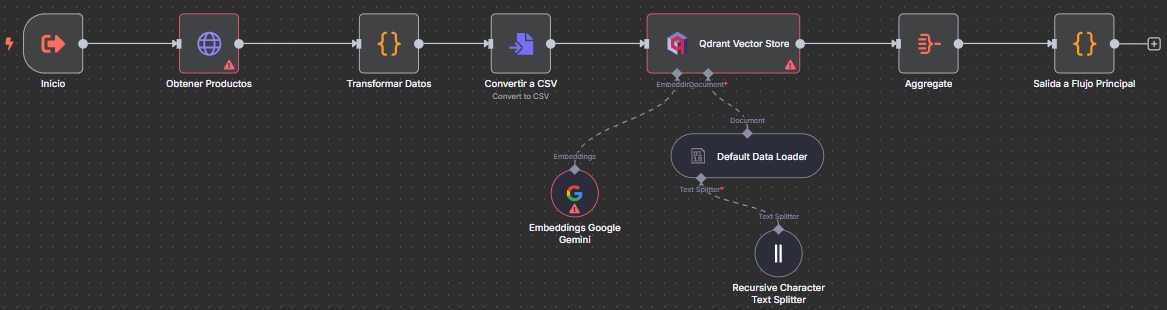 Qdrant Vector Store
Inicio
Obtener Productos
Transformar Datos
Convertir a CSV
Convert to CSV
Aggregate
Salida a Flujo Principal
Document*
Document
Default Data Loader
Embeddings
Text Splitter*
Text Splitter
Embeddings Google
Gemini
Recursive Character
Text Splitter